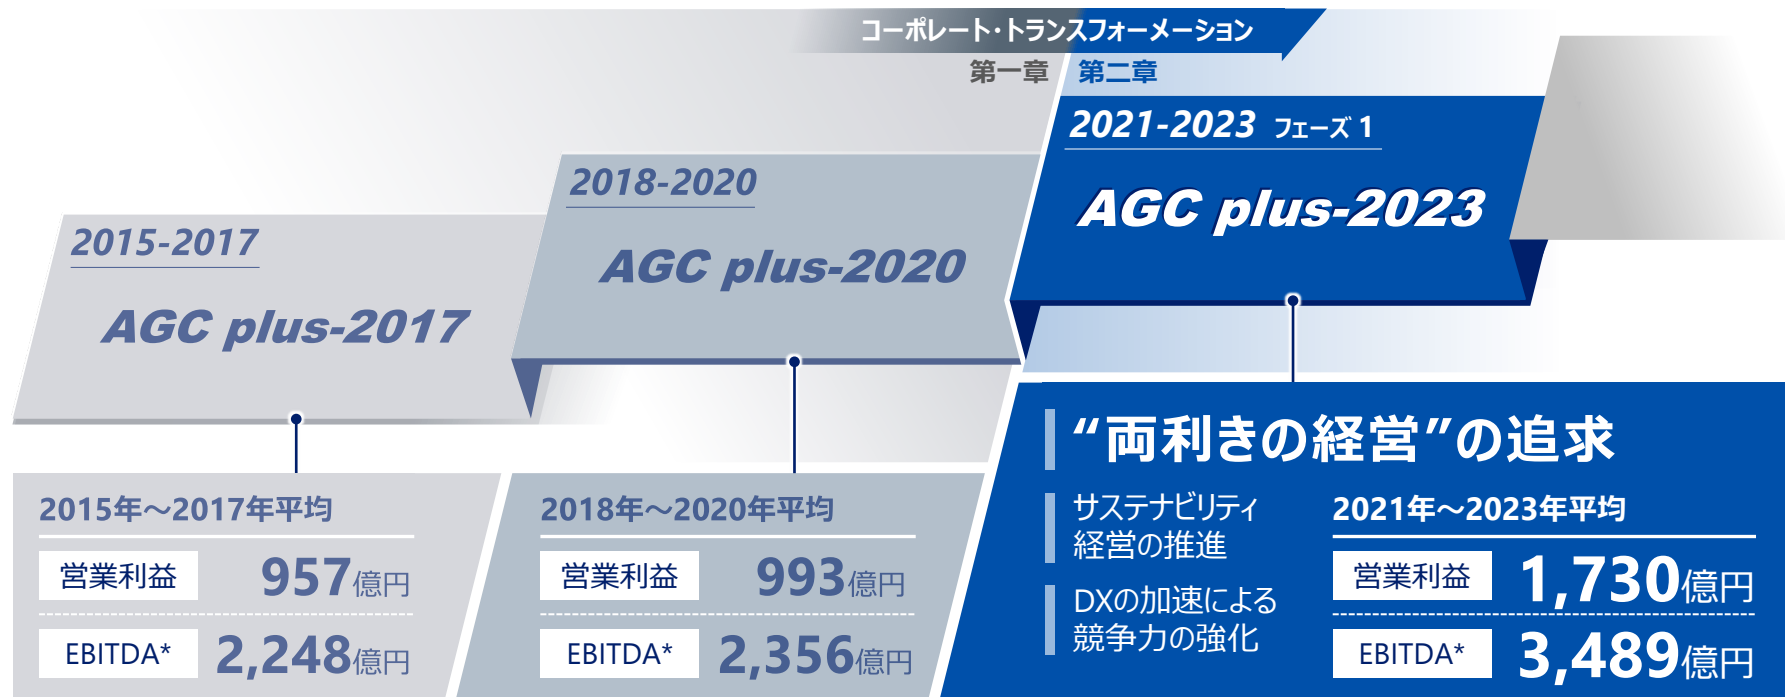 コーポレート・トランスフォーメーション
第一章 第二章
2015-2017
AGC plus-2017
2015年～2017年平均
営業利益 957億円
EBITDA* 2,248億円
2018-2020
AGC plus-2020
2018年～2020年平均
営業利益 993億円
EBITDA* 2,356億円
2021-2023 フェーズ 1
AGC plus-2023
“両利きの経営”の追求
サステナビリティ
経営の推進
DXの加速による
競争力の強化
2021年～2023年平均
営業利益 1,730億円
EBITDA* 3,489億円